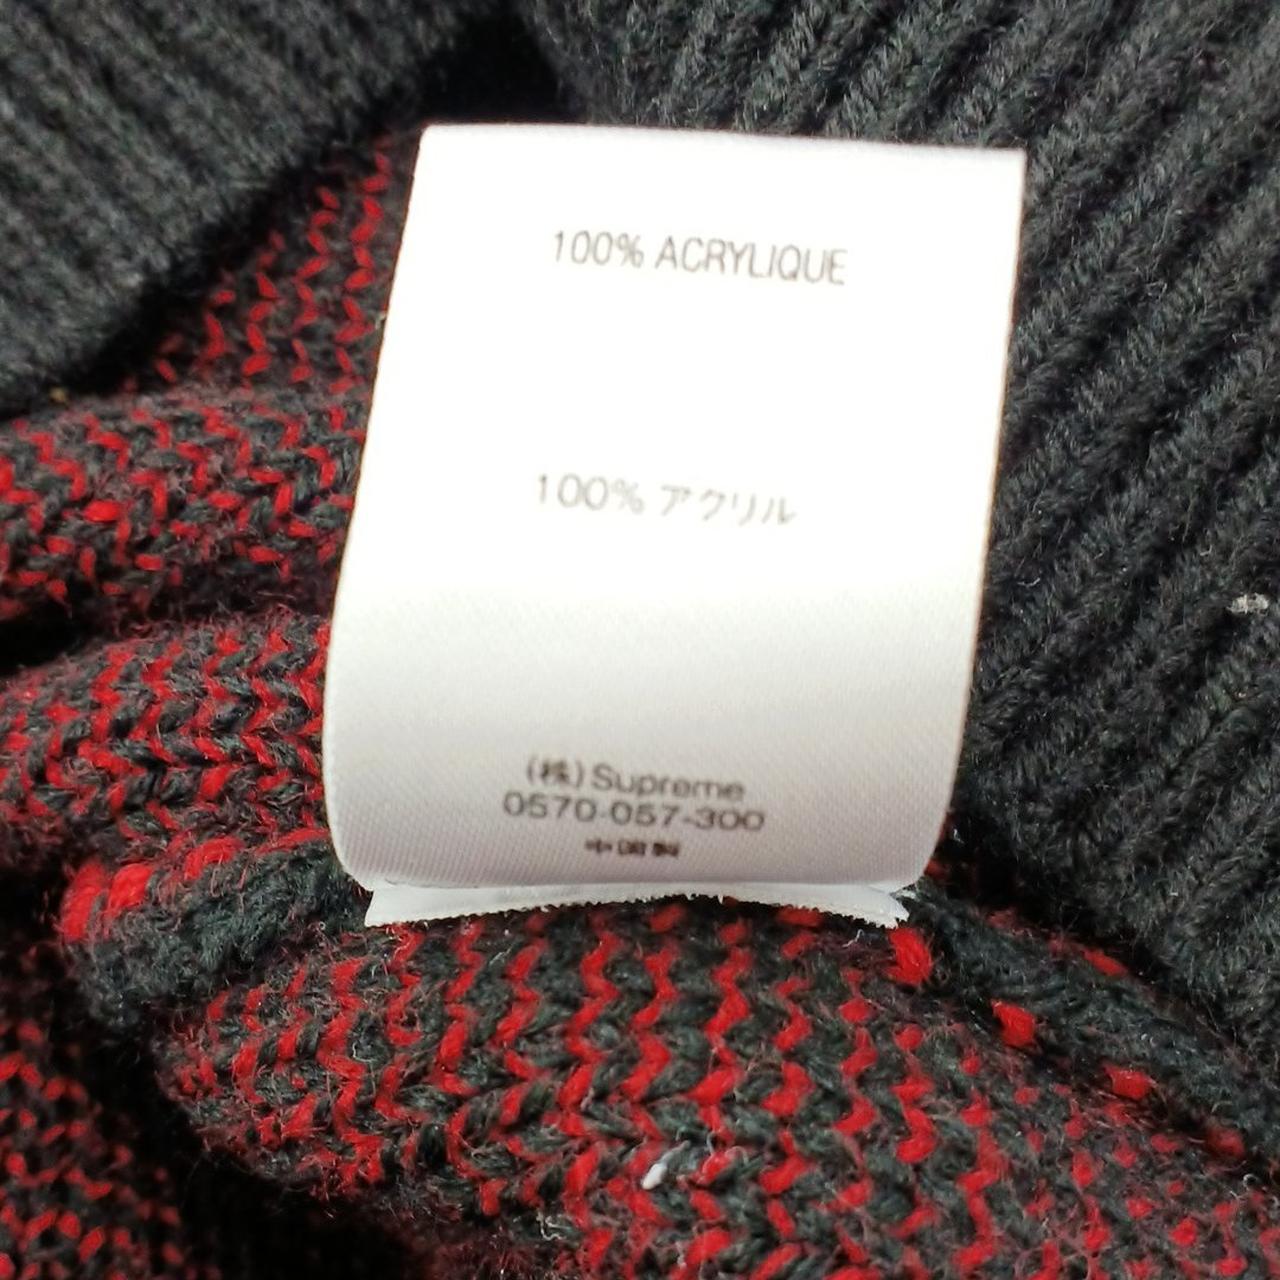 100% ACRYLIQUE
100% アクリル
(株)Supreme
0570-057-300
中国製